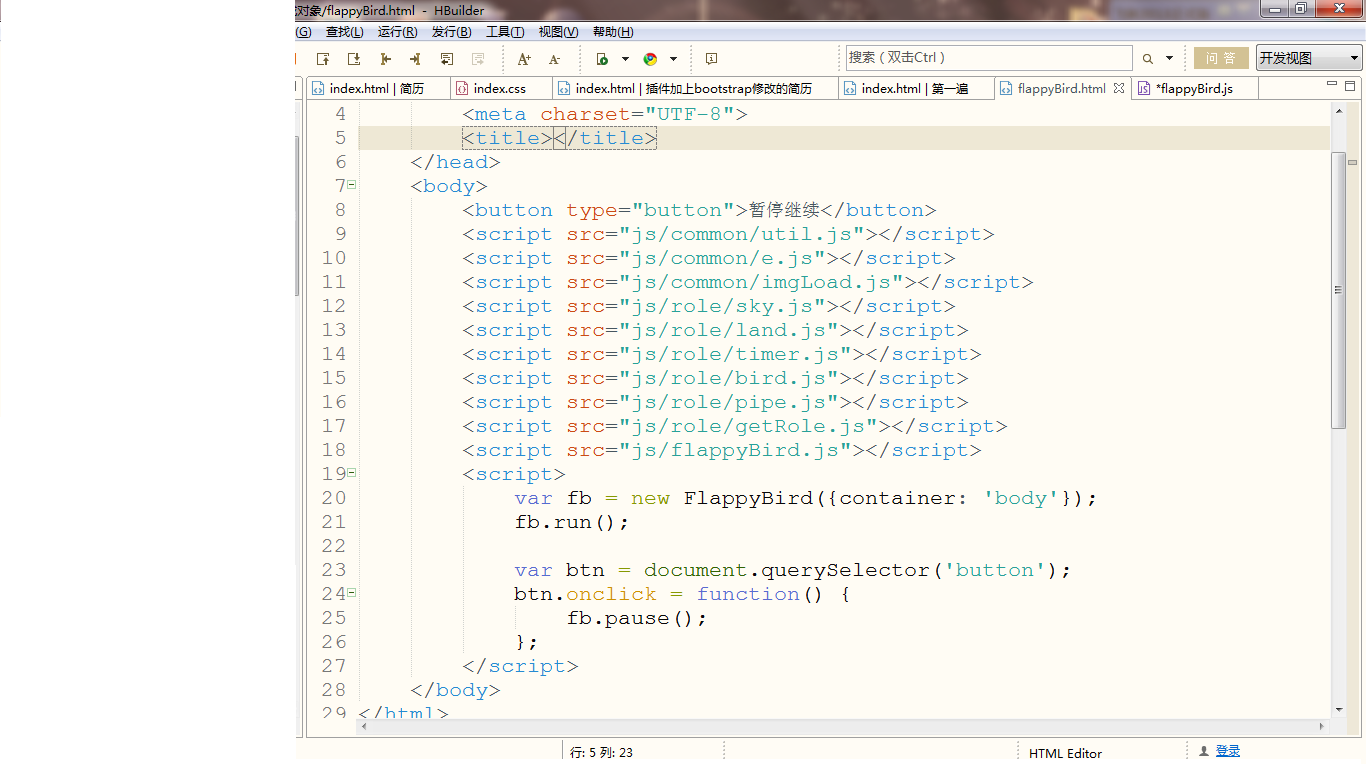 对象/flappyBird.html - HBuilder
(G) 查找(L) 运行(R) 发行(B) 工具(T) 视图(V) 帮助(H)
搜索（双击Ctrl） 问答 开发视图
index.html | 简历 index.css index.html | 插件加上bootstrap修改的简历 index.html | 第一遍 flappyBird.html *flappyBird.js
4 <meta charset="UTF-8">
5 <title></title>
6 </head>
7 <body>
8 <button type="button">暂停继续</button>
9 <script src="js/common/util.js"></script>
10 <script src="js/common/e.js"></script>
11 <script src="js/common/imgLoad.js"></script>
12 <script src="js/role/sky.js"></script>
13 <script src="js/role/land.js"></script>
14 <script src="js/role/timer.js"></script>
15 <script src="js/role/bird.js"></script>
16 <script src="js/role/pipe.js"></script>
17 <script src="js/role/getRole.js"></script>
18 <script src="js/flappyBird.js"></script>
19 <script>
20 var fb = new FlappyBird({container: 'body'});
21 fb.run();
22
23 var btn = document.querySelector('button');
24 btn.onclick = function() {
25 fb.pause();
26 };
27 </script>
28 </body>
29 </html>
行: 5 列: 23 HTML Editor 登录